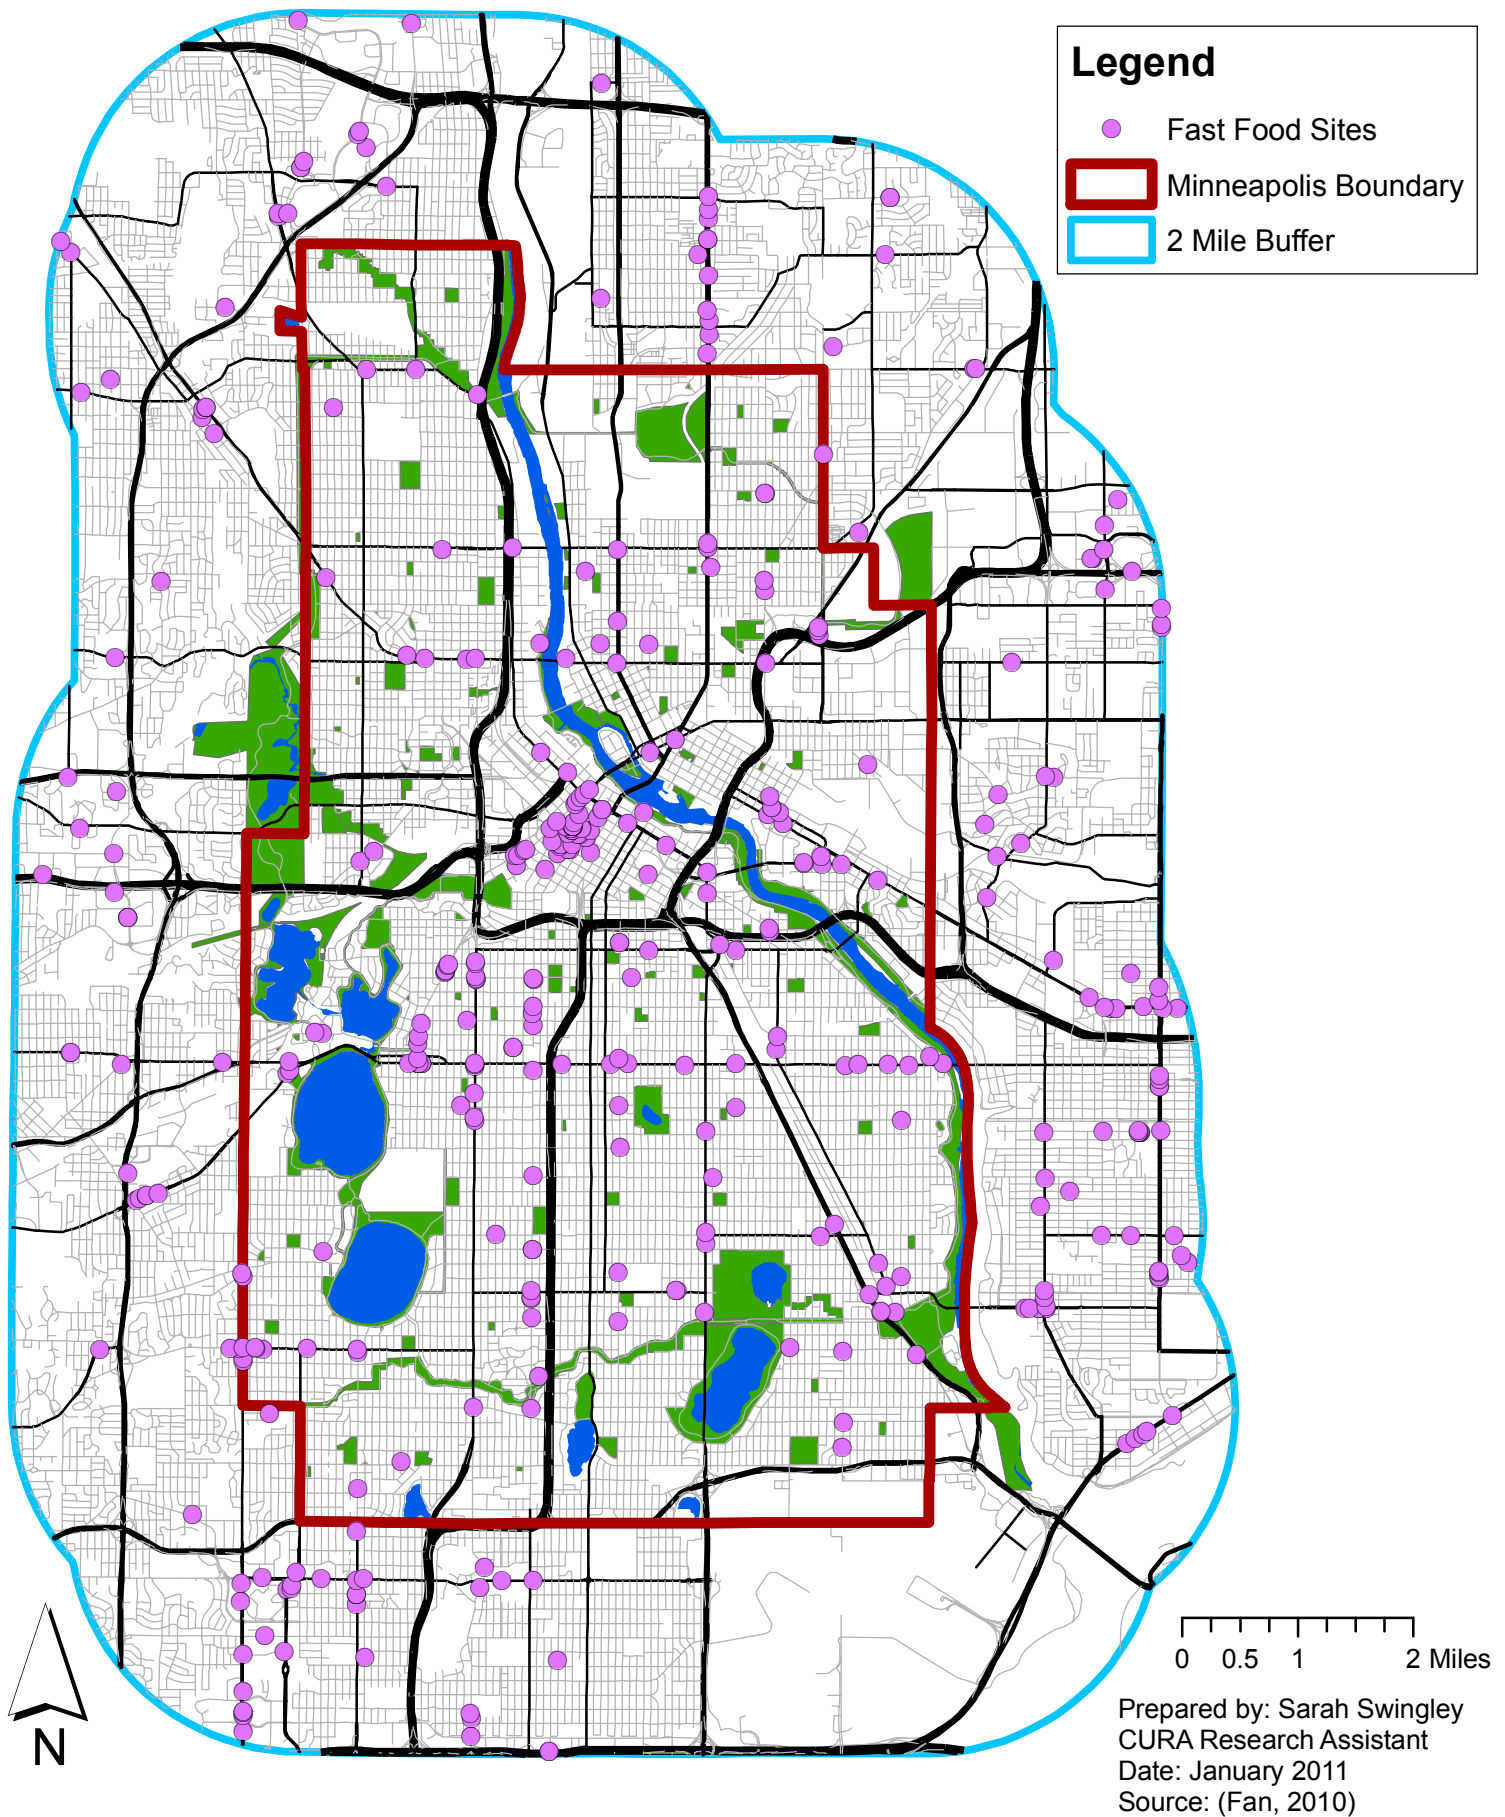 Legend
Fast Food Sites
Minneapolis Boundary
2 Mile Buffer
0 0.5 1 2 Miles
N
Prepared by: Sarah Swingley
CURA Research Assistant
Date: January 2011
Source: (Fan, 2010)